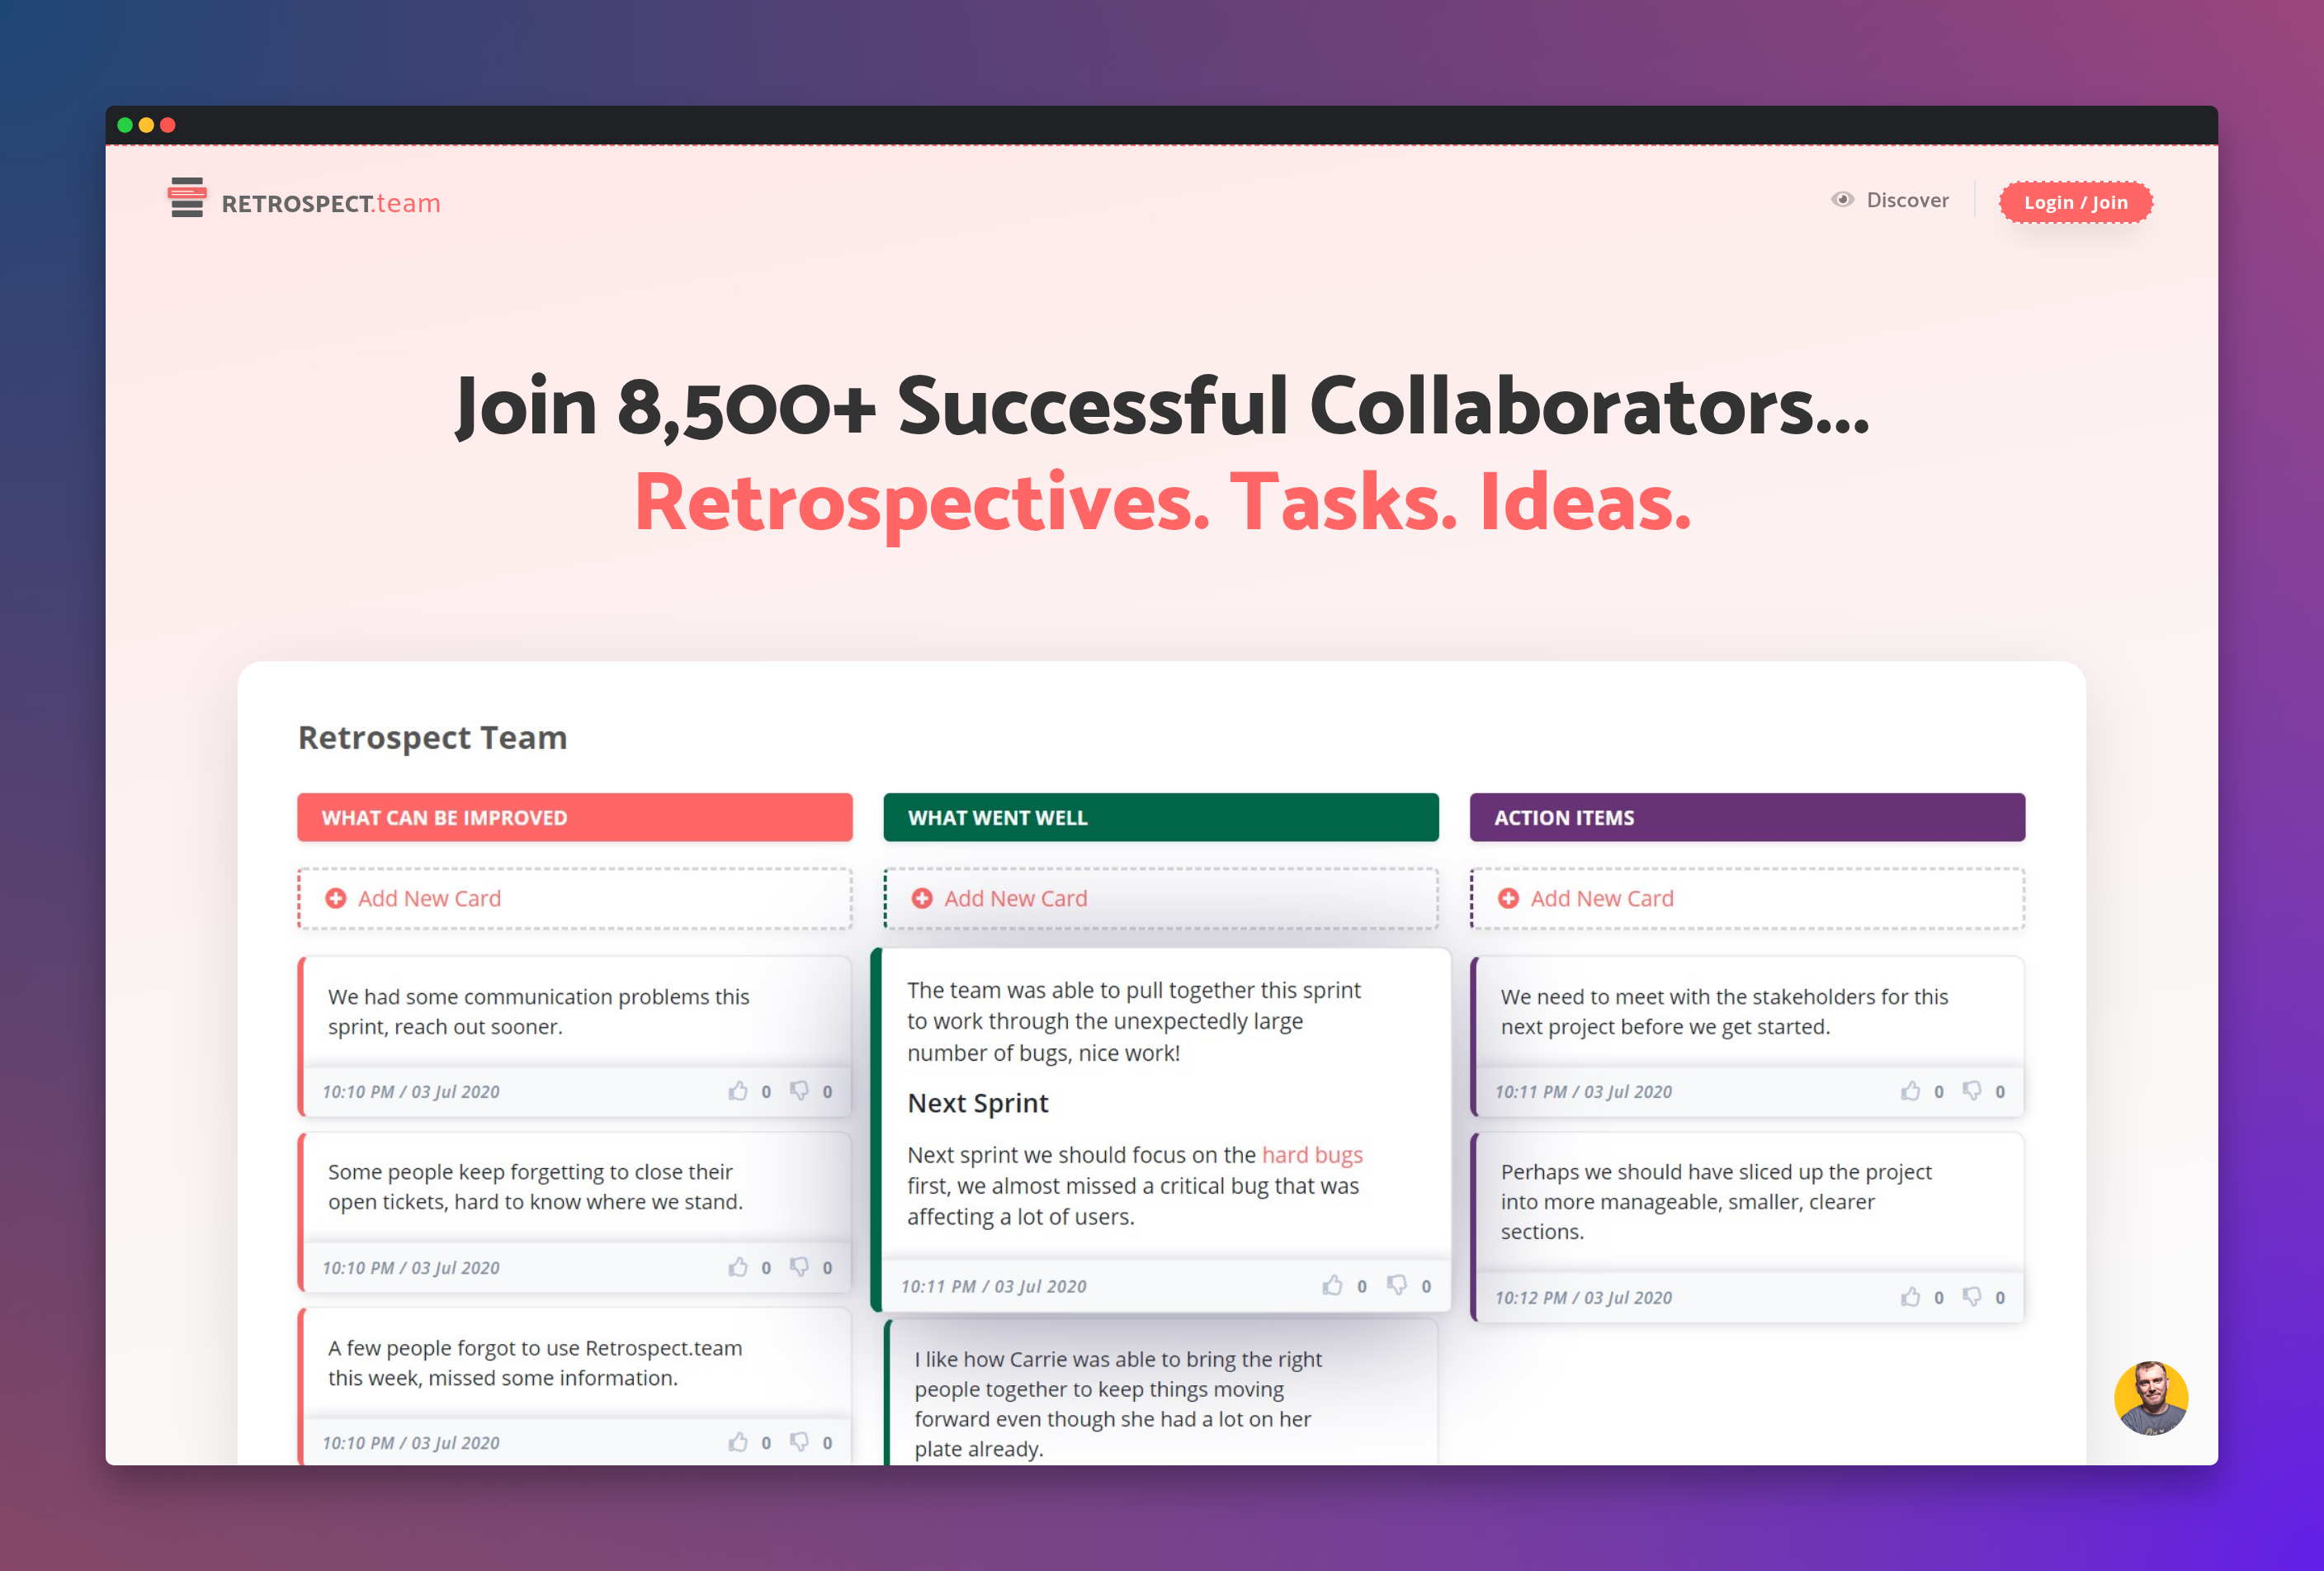 RETROSPECT.team
Discover
Login / Join
Join 8,500+ Successful Collaborators...
Retrospectives. Tasks. Ideas.
Retrospect Team
WHAT CAN BE IMPROVED
Add New Card
We had some communication problems this
sprint, reach out sooner.
10:10 PM / 03 Jul 2020 0 0
Some people keep forgetting to close their
open tickets, hard to know where we stand.
10:10 PM / 03 Jul 2020 0 0
A few people forgot to use Retrospect.team
this week, missed some information.
10:10 PM / 03 Jul 2020 0 0
WHAT WENT WELL
Add New Card
The team was able to pull together this sprint
to work through the unexpectedly large
number of bugs, nice work!
Next Sprint
Next sprint we should focus on the hard bugs
first, we almost missed a critical bug that was
affecting a lot of users.
10:11 PM / 03 Jul 2020 0 0
I like how Carrie was able to bring the right
people together to keep things moving
forward even though she had a lot on her
plate already.
ACTION ITEMS
Add New Card
We need to meet with the stakeholders for this
next project before we get started.
10:11 PM / 03 Jul 2020 0 0
Perhaps we should have sliced up the project
into more manageable, smaller, clearer
sections.
10:12 PM / 03 Jul 2020 0 0